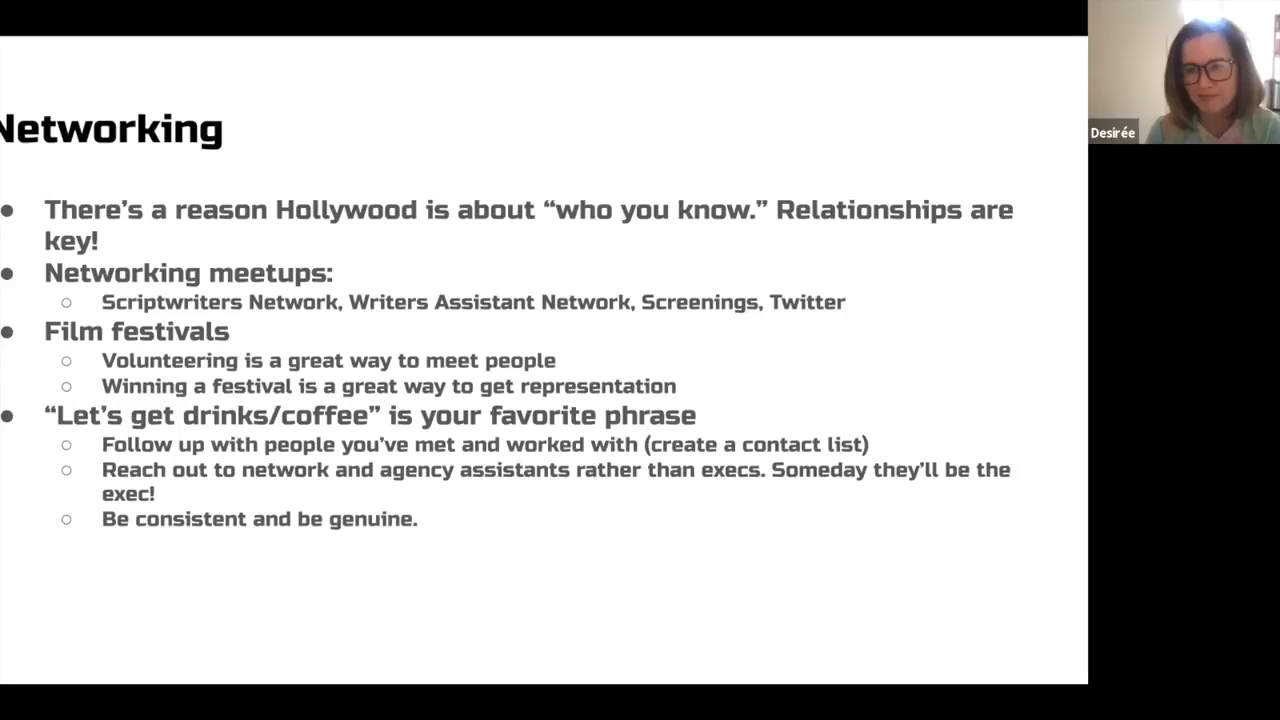 Networking
● There's a reason Hollywood is about “who you know.” Relationships are
key!
● Networking meetups:
○ Scriptwriters Network, Writers Assistant Network, Screenings, Twitter
● Film festivals
○ Volunteering is a great way to meet people
○ Winning a festival is a great way to get representation
● “Let's get drinks/coffee” is your favorite phrase
○ Follow up with people you've met and worked with (create a contact list)
○ Reach out to network and agency assistants rather than execs. Someday they'll be the
exec!
○ Be consistent and be genuine.
Desirée